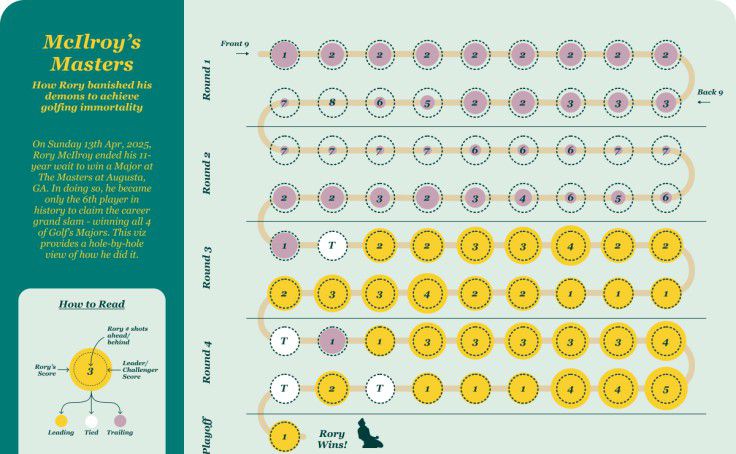 McIlroy's
Masters
How Rory banished his
demons to achieve
golfing immortality
On Sunday 13th Apr, 2025,
Rory McIlroy ended his 11-
year wait to win a Major at
The Masters at Augusta,
GA. In doing so, he became
only the 6th player in
history to claim the career
grand slam - winning all 4
of Golf's Majors. This viz
provides a hole-by-hole
view of how he did it.
How to Read
Rory # shots
ahead/
behind
Rory's
Score
3
Leader/
Challenger
Score
Leading Tied Trailing
Front 9
Round 1
1 2 2 2 2 2 2 2 2
7 8 6 5 2 2 3 3 3
Back 9
Round 2
7 7 7 7 6 6 6 7 7
2 2 3 2 3 4 6 5 6
Round 3
1 T 2 2 3 3 4 2 2
2 3 3 4 2 2 1 1 1
Round 4
T 1 1 3 3 3 3 3 4
T 2 T 1 1 1 4 4 5
Playoff
1
Rory
Wins!